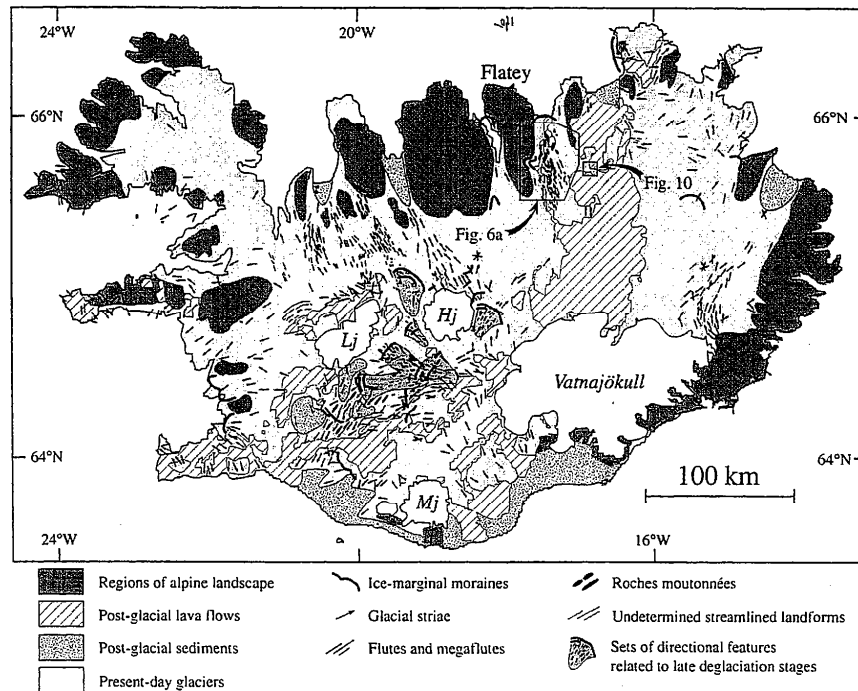 24°W
20°W
16
Flatey
66°N
66°N
Fig. 10
Fig. 6a
Hj
Lj
Vatnajökull
64°N
64°N
100 km
Mj
24°W
16°W
Regions of alpine landscape
Ice-marginal moraines
Roches moutonnées
Post-glacial lava flows
Glacial striae
Undetermined streamlined landforms
Post-glacial sediments
Flutes and megaflutes
Sets of directional features
related to late deglaciation stages
Present-day glaciers